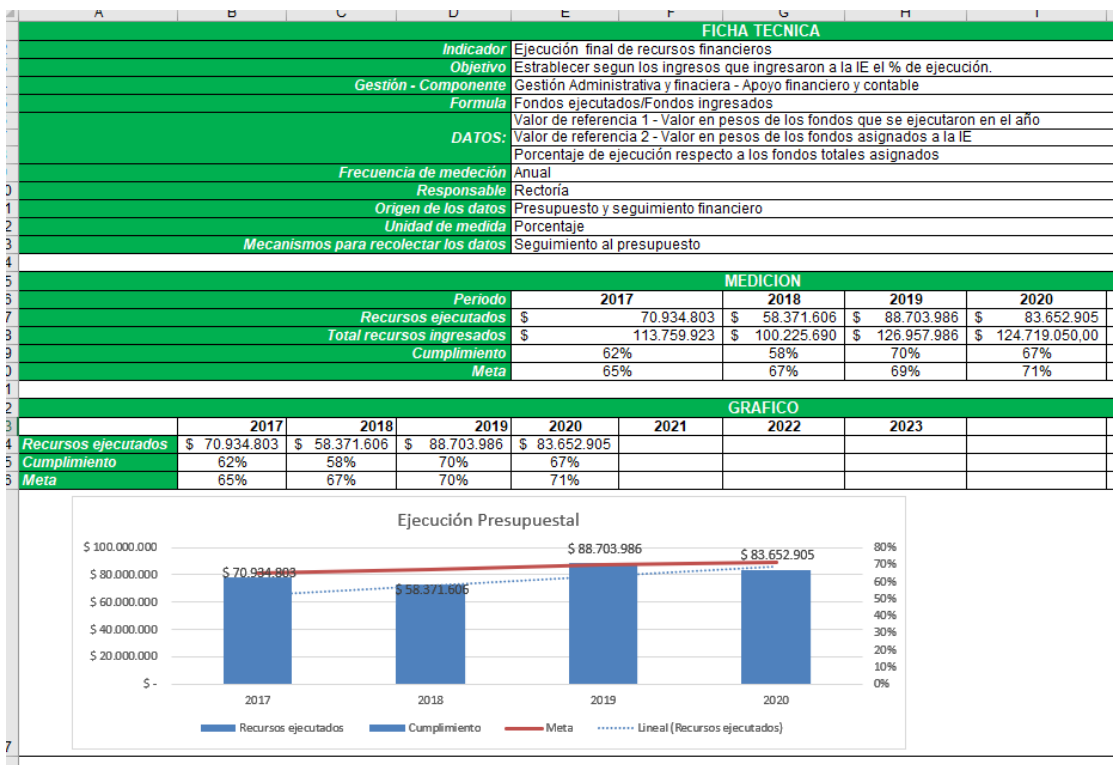 A B C D E F G H I
FICHA TECNICA
Indicador Ejecución final de recursos financieros
Objetivo Establecer segun los ingresos que ingresaron a la IE el % de ejecución.
Gestión - Componente Gestión Administrativa y finaciera - Apoyo financiero y contable
Formula Fondos ejecutados/Fondos ingresados
Valor de referencia 1 - Valor en pesos de los fondos que se ejecutaron en el año
DATOS: Valor de referencia 2 - Valor en pesos de los fondos asignados a la IE
Porcentaje de ejecución respecto a los fondos totales asignados
Frecuencia de medeción Anual
Responsable Rectoría
Origen de los datos Presupuesto y seguimiento financiero
Unidad de medida Porcentaje
Mecanismos para recolectar los datos Seguimiento al presupuesto
MEDICION
Periodo 2017 2018 2019 2020
Recursos ejecutados $ 70.934.803 $ 58.371.606 $ 88.703.986 $ 83.652.905
Total recursos ingresados $ 113.759.923 $ 100.225.690 $ 126.957.986 $ 124.719.050,00
Cumplimiento 62% 58% 70% 67%
Meta 65% 67% 69% 71%
GRAFICO
2017 2018 2019 2020 2021 2022 2023
Recursos ejecutados $ 70.934.803 $ 58.371.606 $ 88.703.986 $ 83.652.905
Cumplimiento 62% 58% 70% 67%
Meta 65% 67% 70% 71%
Ejecución Presupuestal
$ 100.000.000 $ 88.703.986 $ 83.652.905 80%
$ 80.000.000 $ 70.934.803 70%
60%
$ 60.000.000 $ 58.371.606 50%
$ 40.000.000 40%
30%
$ 20.000.000 20%
10%
$ - 0%
2017 2018 2019 2020
Recursos ejecutados Cumplimiento Meta Lineal (Recursos ejecutados)